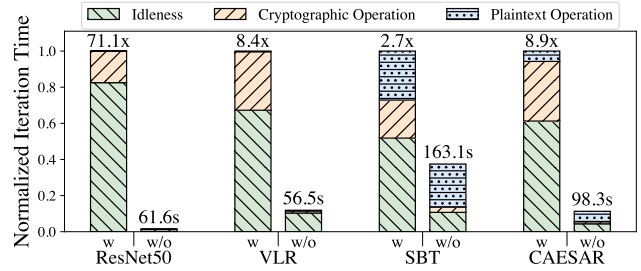 Idleness Cryptographic Operation Plaintext Operation
Normalized Iteration Time
1.0
0.8
0.6
0.4
0.2
0.0
71.1x 8.4x 2.7x 8.9x
61.6s 56.5s 163.1s 98.3s
w w/o w w/o w w/o w w/o
ResNet50 VLR SBT CAESAR